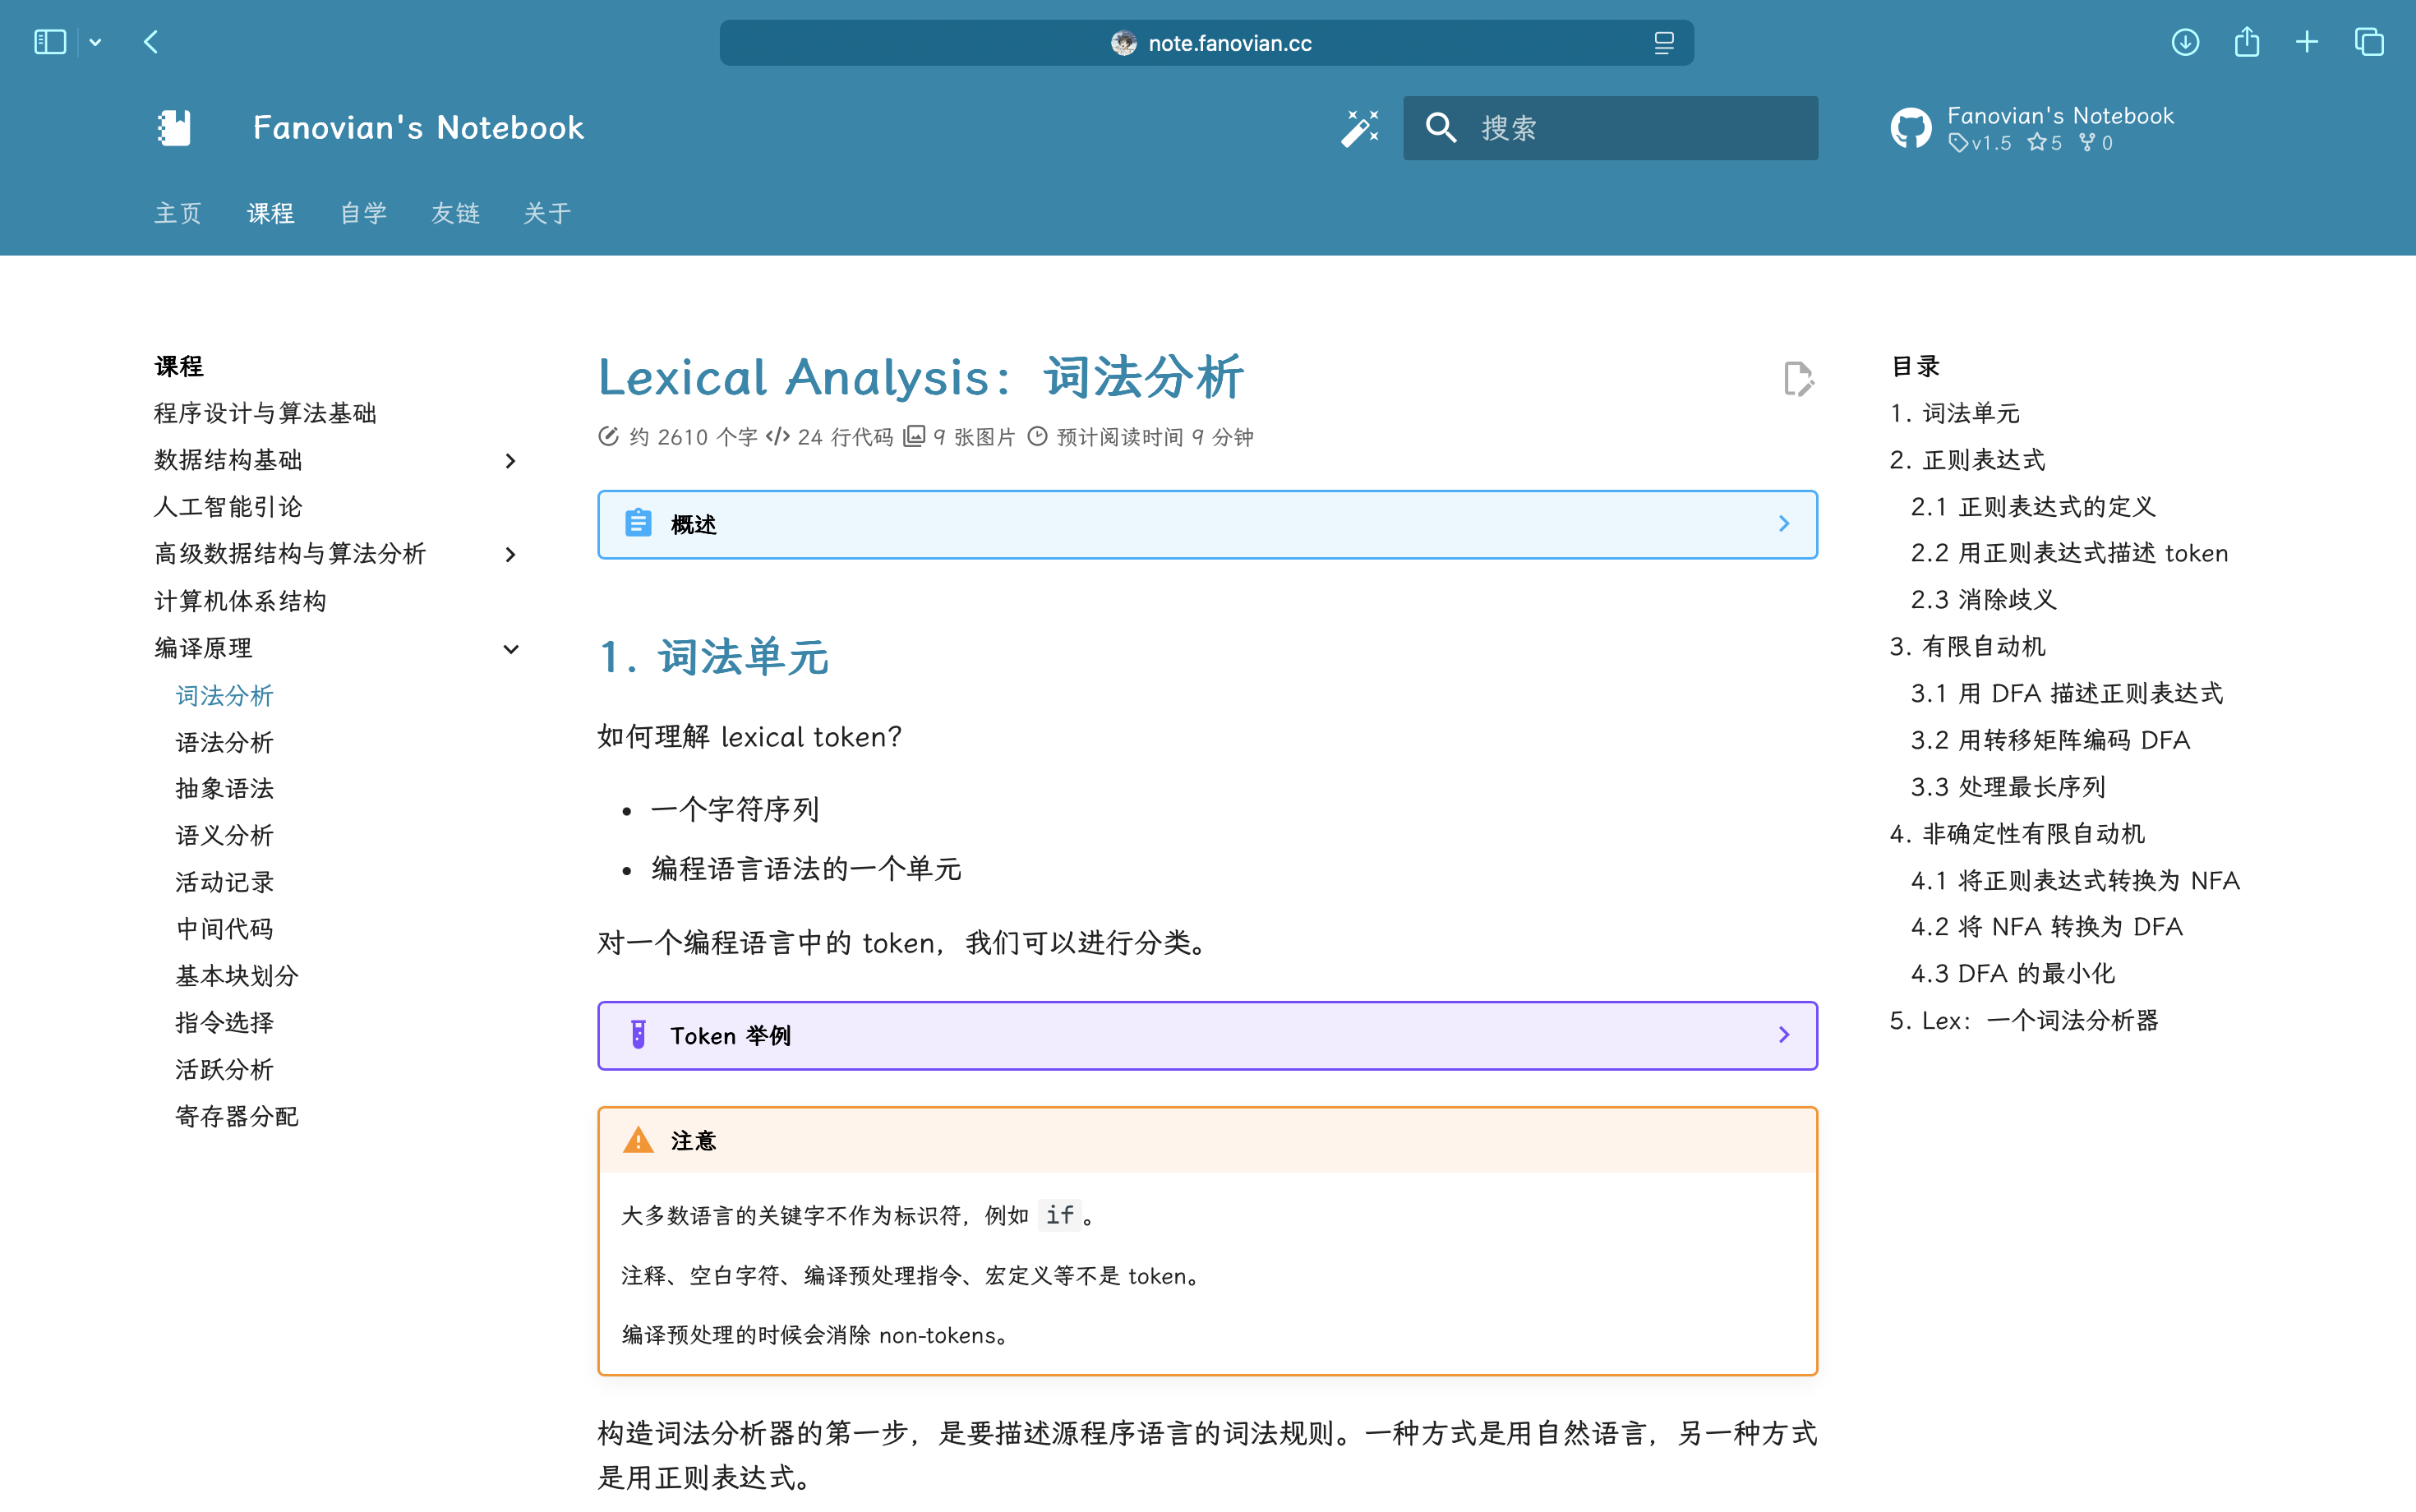 note.fanovian.cc
Fanovian's Notebook
搜索
Fanovian's Notebook
v1.5 5 0
主页 课程 自学 友链 关于
课程
程序设计与算法基础
数据结构基础
人工智能引论
高级数据结构与算法分析
计算机体系结构
编译原理
词法分析
语法分析
抽象语法
语义分析
活动记录
中间代码
基本块划分
指令选择
活跃分析
寄存器分配
Lexical Analysis：词法分析
约 2610 个字 24 行代码 9 张图片 预计阅读时间 9 分钟
概述
1. 词法单元
如何理解 lexical token？
• 一个字符序列
• 编程语言语法的一个单元
对一个编程语言中的 token，我们可以进行分类。
Token 举例
注意
大多数语言的关键字不作为标识符，例如 if。
注释、空白字符、编译预处理指令、宏定义等不是 token。
编译预处理的时候会消除 non-tokens。
构造词法分析器的第一步，是要描述源程序语言的词法规则。一种方式是用自然语言，另一种方式
是用正则表达式。
目录
1. 词法单元
2. 正则表达式
2.1 正则表达式的定义
2.2 用正则表达式描述 token
2.3 消除歧义
3. 有限自动机
3.1 用 DFA 描述正则表达式
3.2 用转移矩阵编码 DFA
3.3 处理最长序列
4. 非确定性有限自动机
4.1 将正则表达式转换为 NFA
4.2 将 NFA 转换为 DFA
4.3 DFA 的最小化
5. Lex：一个词法分析器